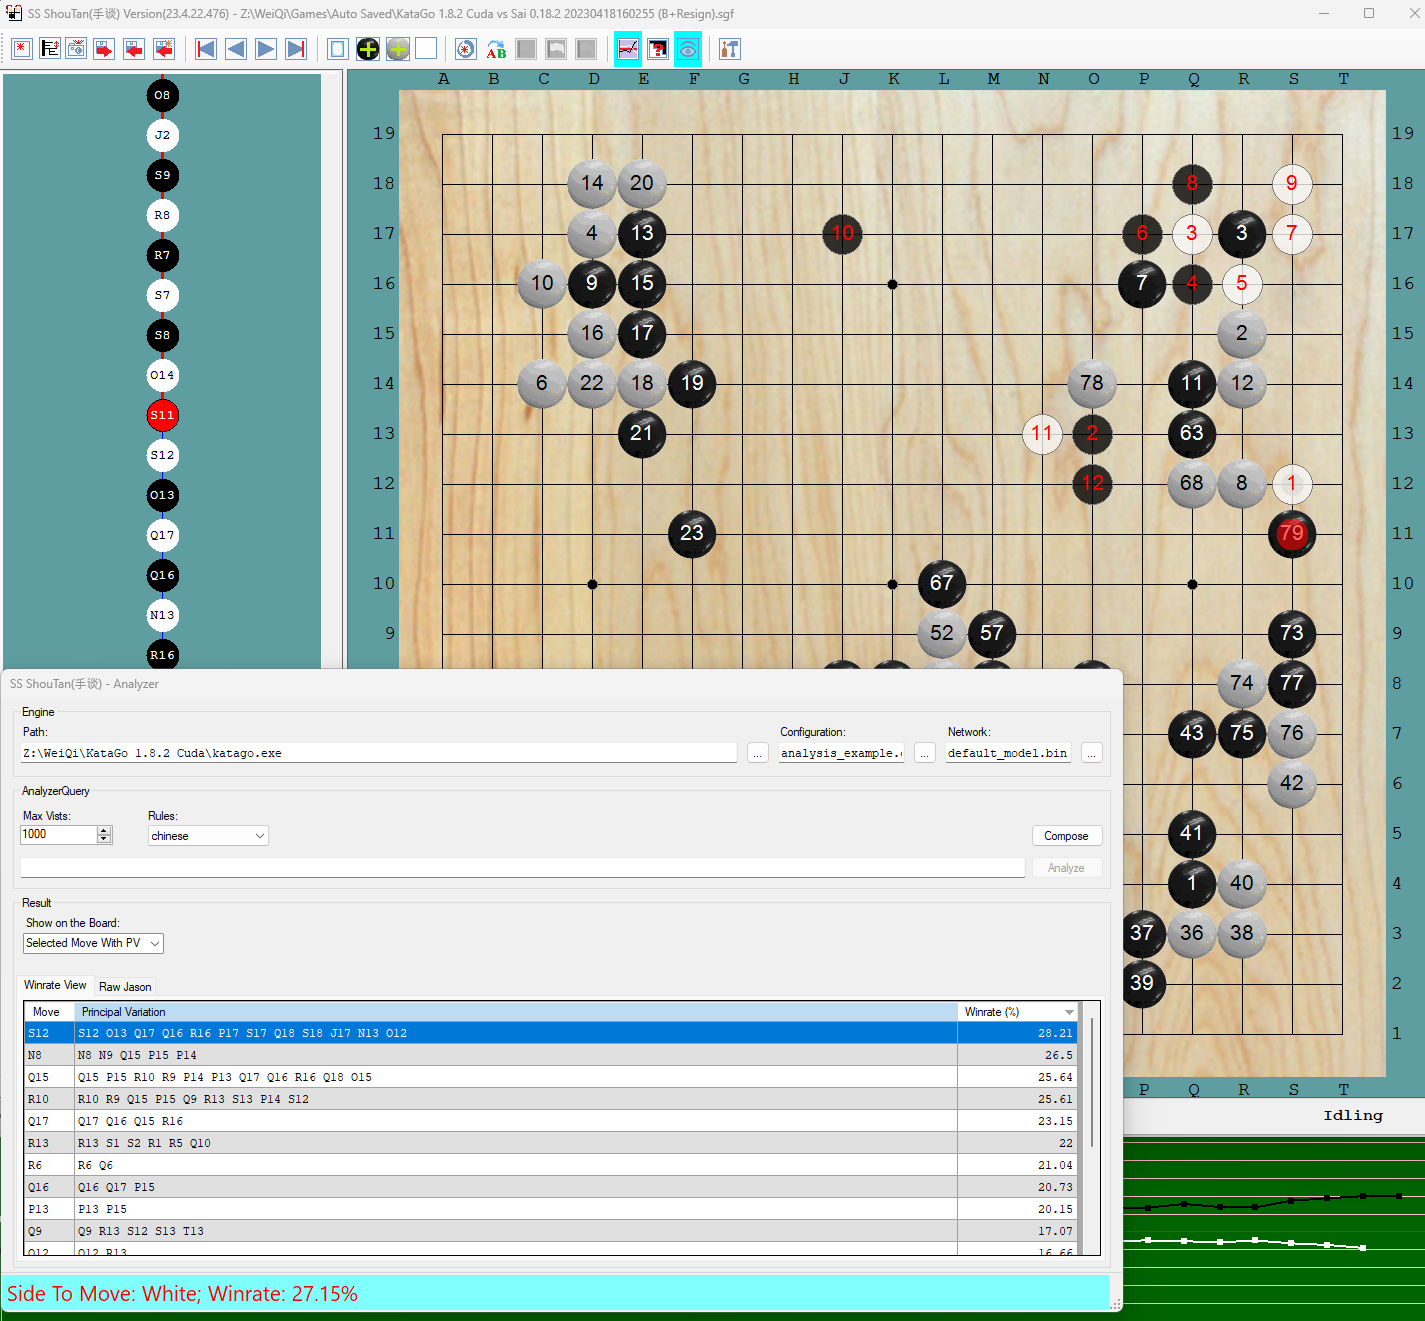 SS ShouTan(手谈) Version(23.4.22.476) - Z:\WeiQi\Games\Auto Saved\KataGo 1.8.2 Cuda vs Sai 0.18.2 20230418160255 (B+Resign).sgf
AB
A B C D E F G H J K L M N O P Q R S T
O8
J2
S9
R8
R7
S7
S8
O14
S11
S12
O13
Q17
Q16
N13
R16
19 19
18 14 20 8 9 18
17 4 13 10 6 3 3 7 17
16 10 9 15 7 4 5 16
15 16 17 2 15
14 6 22 18 19 78 11 12 14
13 21 11 2 63 13
12 12 68 8 1 12
11 23 79 11
10 67 10
9 52 57 73 9
74 77 8
43 75 76 7
42 6
41 5
1 40 4
37 36 38 3
39 2
1
P Q R S T
Idling
SS ShouTan(手谈) - Analyzer
Engine
Path: Configuration: Network:
Z:\WeiQi\KataGo 1.8.2 Cuda\katago.exe ... analysis_example. ... default_model.bin ...
AnalyzerQuery
Max Vists: Rules:
1000 chinese Compose
Analyze
Result
Show on the Board:
Selected Move With PV
Winrate View Raw Jason
Move Principal Variation Winrate (%)
S12 S12 O13 Q17 Q16 R16 P17 S17 Q18 S18 J17 N13 O12 28.21
N8 N8 N9 Q15 P15 P14 26.5
Q15 Q15 P15 R10 R9 P14 P13 Q17 Q16 R16 Q18 O15 25.64
R10 R10 R9 Q15 P15 Q9 R13 S13 P14 S12 25.61
Q17 Q17 Q16 Q15 R16 23.15
R13 R13 S1 S2 R1 R5 Q10 22
R6 R6 Q6 21.04
Q16 Q16 Q17 P15 20.73
P13 P13 P15 20.15
Q9 Q9 R13 S12 S13 T13 17.07
R13 16.66
Side To Move: White; Winrate: 27.15%